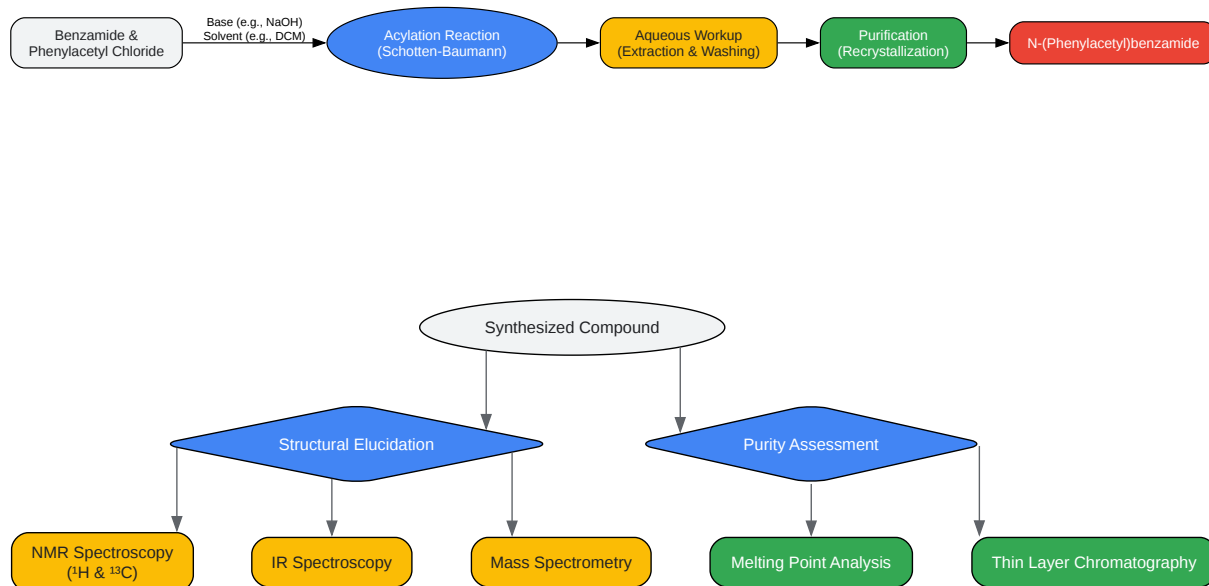 Benzamide &
Phenylacetyl Chloride
Base (e.g., NaOH)
Solvent (e.g., DCM)
Acylation Reaction
(Schotten-Baumann)
Aqueous Workup
(Extraction & Washing)
Purification
(Recrystallization)
N-(Phenylacetyl)benzamide
Synthesized Compound
Structural Elucidation
Purity Assessment
NMR Spectroscopy
(¹H & ¹³C)
IR Spectroscopy
Mass Spectrometry
Melting Point Analysis
Thin Layer Chromatography